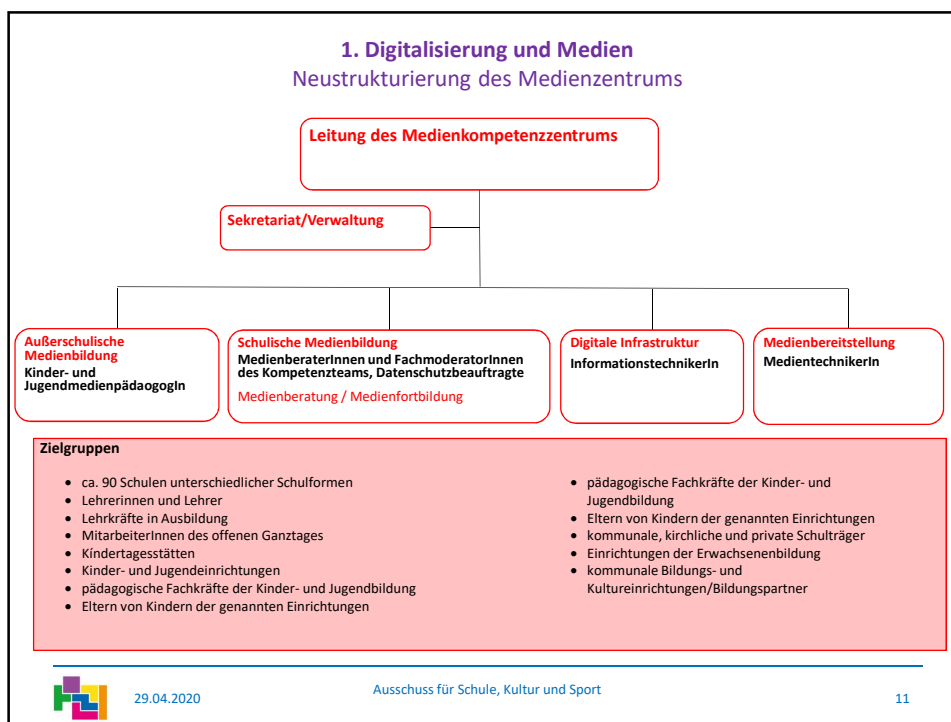 1. Digitalisierung und Medien
Neustrukturierung des Medienzentrums
Leitung des Medienkompetenzzentrums
Sekretariat/Verwaltung
Außerschulische
Medienbildung
Kinder- und
JugendmedienpädaogogIn
Schulische Medienbildung
MedienberaterInnen und FachmoderatorInnen
des Kompetenzteams, Datenschutzbeauftragte
Medienberatung / Medienfortbildung
Digitale Infrastruktur
InformationstechnikerIn
Medienbereitstellung
MedientechnikerIn
Zielgruppen
• ca. 90 Schulen unterschiedlicher Schulformen
• Lehrerinnen und Lehrer
• Lehrkräfte in Ausbildung
• MitarbeiterInnen des offenen Ganztages
• Kíndertagesstätten
• Kinder- und Jugendeinrichtungen
• pädagogische Fachkräfte der Kinder- und Jugendbildung
• Eltern von Kindern der genannten Einrichtungen
• pädagogische Fachkräfte der Kinder- und
Jugendbildung
• Eltern von Kindern der genannten Einrichtungen
• kommunale, kirchliche und private Schulträger
• Einrichtungen der Erwachsenenbildung
• kommunale Bildungs- und
Kultureinrichtungen/Bildungspartner
29.04.2020
Ausschuss für Schule, Kultur und Sport
11